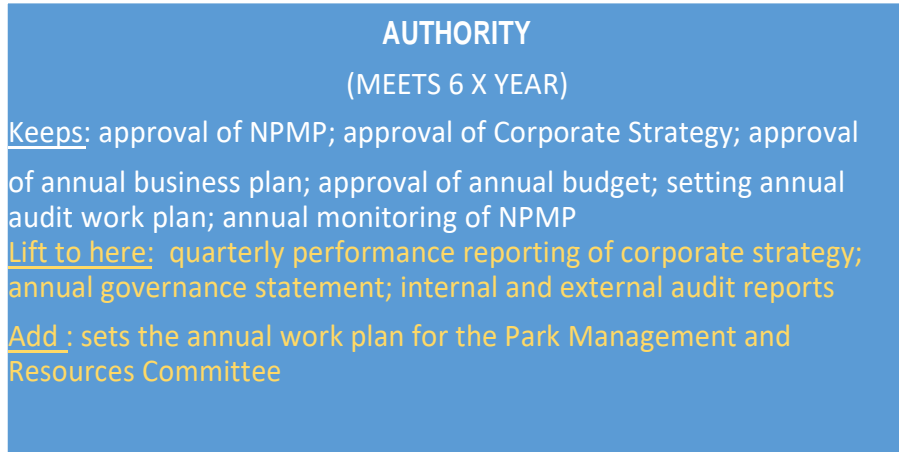 AUTHORITY
(MEETS 6 X YEAR)
Keeps: approval of NPMP; approval of Corporate Strategy; approval
of annual business plan; approval of annual budget; setting annual
audit work plan; annual monitoring of NPMP
Lift to here:  quarterly performance reporting of corporate strategy;
annual governance statement; internal and external audit reports
Add : sets the annual work plan for the Park Management and
Resources Committee